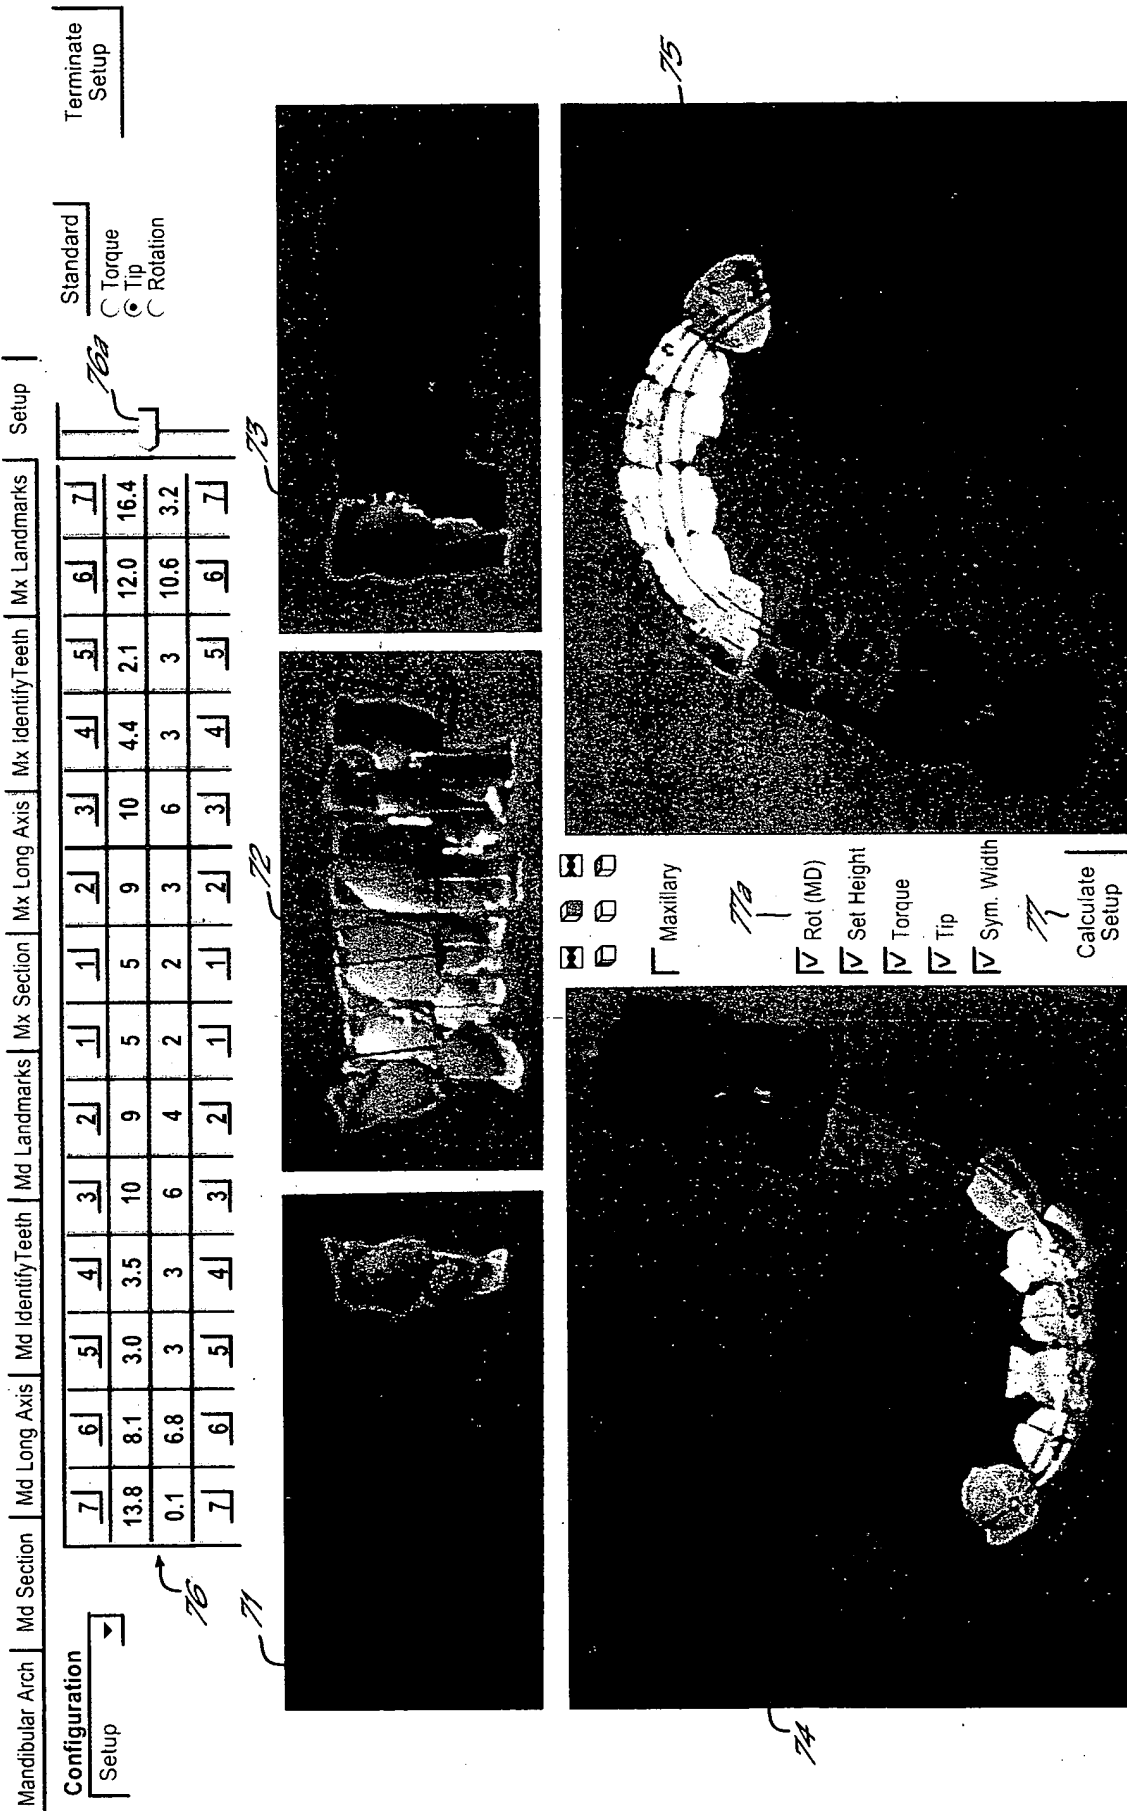 Mandibular Arch | Md Section | Md Long Axis | Md Identify Teeth | Md Landmarks | Mx Section | Mx Long Axis | Mx Identify Teeth | Mx Landmarks | Setup
Configuration
Setup
7 6 5 4 3 2 1 1 2 3 4 5 6 7
13.8 8.1 3.0 3.5 10 9 5 5 9 10 4.4 2.1 12.0 16.4
0.1 6.8 3 3 6 4 2 2 3 6 3 3 10.6 3.2
7 6 5 4 3 2 1 1 2 3 4 5 6 7
76
76a
Standard
Torque
Tip
Rotation
Terminate
Setup
71
72
73
74
Maxillary
77a
Rot (MD)
Set Height
Torque
Tip
Sym. Width
77
Calculate
Setup
75